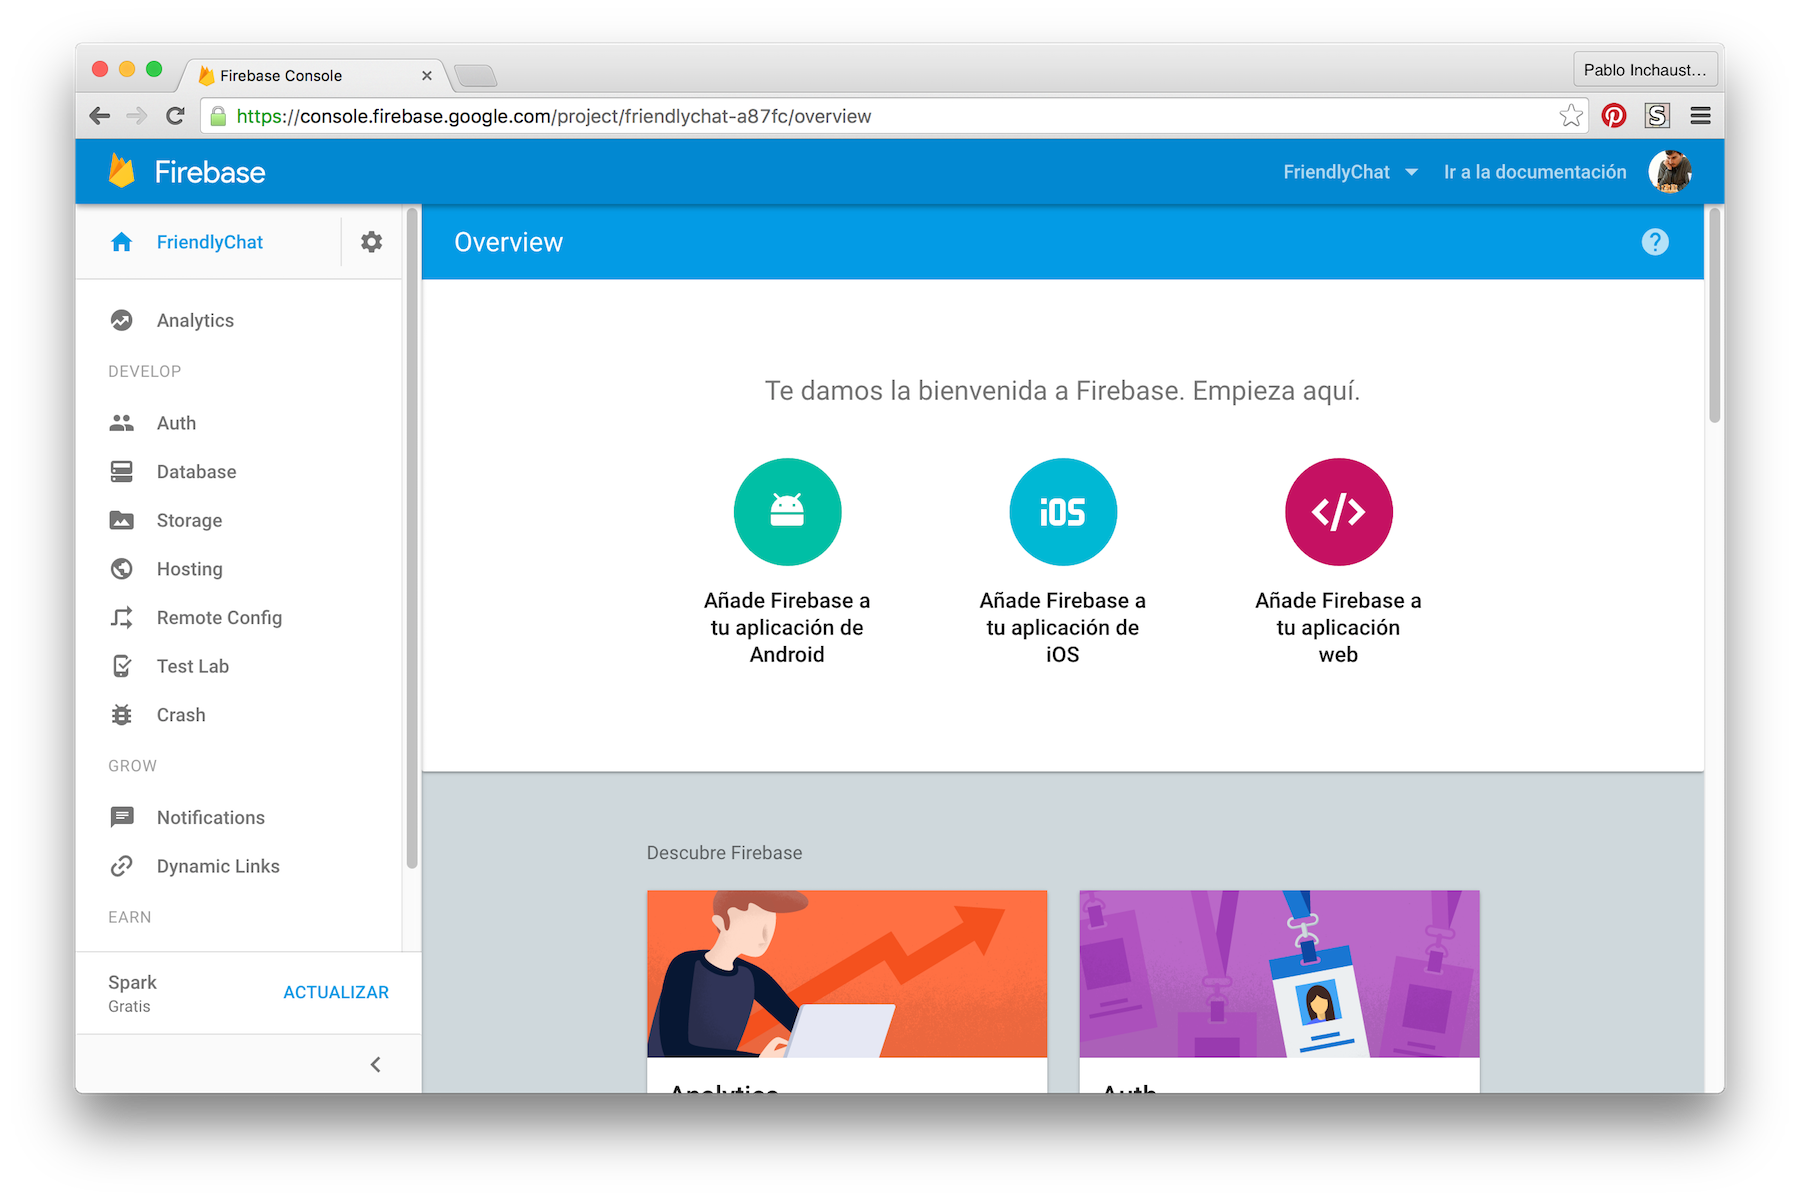 Firebase Console
Pablo Inchaust...
https://console.firebase.google.com/project/friendlychat-a87fc/overview
Firebase
FriendlyChat
Ir a la documentación
FriendlyChat
Overview
?
Analytics
DEVELOP
Auth
Database
Storage
Hosting
Remote Config
Test Lab
Crash
GROW
Notifications
Dynamic Links
EARN
Spark
Gratis
ACTUALIZAR
Te damos la bienvenida a Firebase. Empieza aquí.
iOS
</>
Añade Firebase a
tu aplicación de
Android
Añade Firebase a
tu aplicación de
iOS
Añade Firebase a
tu aplicación
web
Descubre Firebase
Analytics
Auth